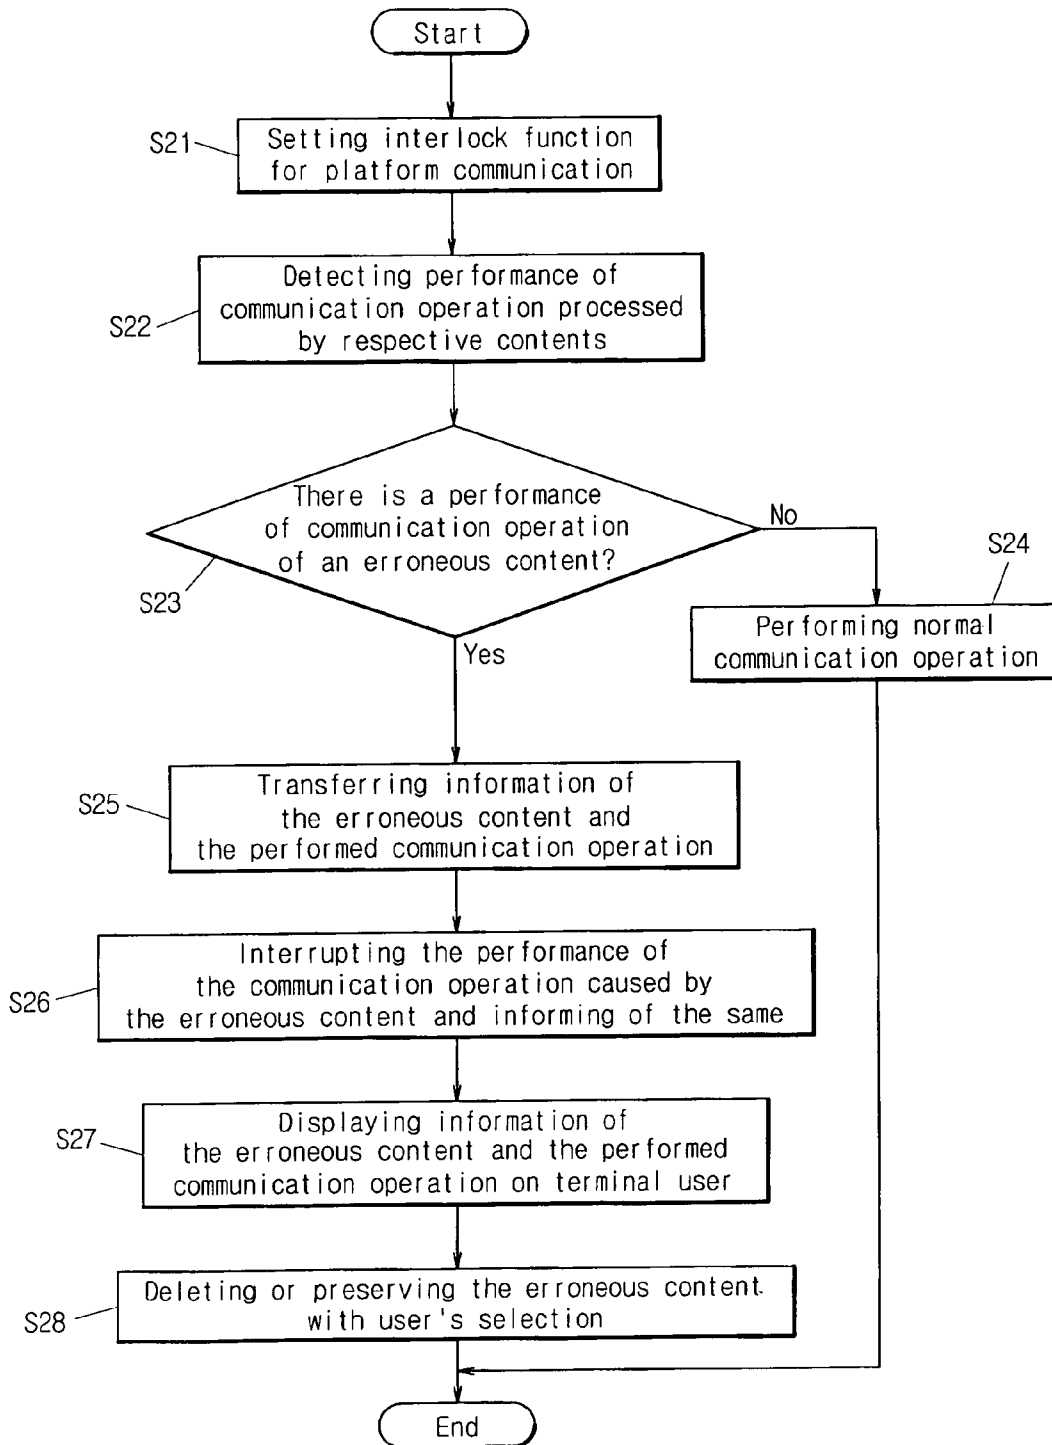 Start
S21
Setting interlock function
for platform communication
S22
Detecting performance of
communication operation processed
by respective contents
There is a performance
of communication operation
of an erroneous content?
S23
No
Yes
S24
Performing normal
communication operation
S25
Transferring information of
the erroneous content and
the performed communication operation
S26
Interrupting the performance of
the communication operation caused by
the erroneous content and informing of the same
S27
Displaying information of
the erroneous content and the performed
communication operation on terminal user
S28
Deleting or preserving the erroneous content
with user's selection
End